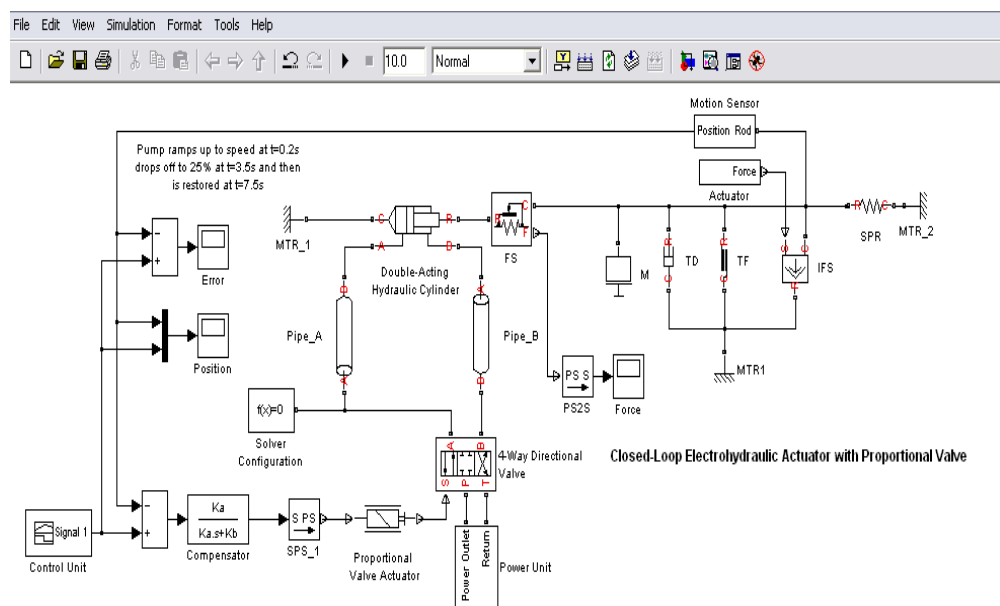 File Edit View Simulation Format Tools Help
10.0 Normal
Motion Sensor
Position Rod
Pump ramps up to speed at t=0.2s
drops off to 25% at t=3.5s and then
is restored at t=7.5s
Force
Actuator
C R
A D
MTR_1
Double-Acting
Hydraulic Cylinder
R C
F
FS
R C
SPR
MTR_2
M
R
C
TD
R
C
TF
S C
R
IFS
MTR1
-
+
Error
Position
D
A
Pipe_A
A
D
Pipe_B
PS S
PS2S
Force
f(x)=0
Solver
Configuration
A B
S P T
4-Way Directional
Valve
Closed-Loop Electrohydraulic Actuator with Proportional Valve
Signal 1
Control Unit
-
+
Ka
Ka.s+Kb
Compensator
S PS
SPS_1
Proportional
Valve Actuator
Power Outlet
Return
Power Unit